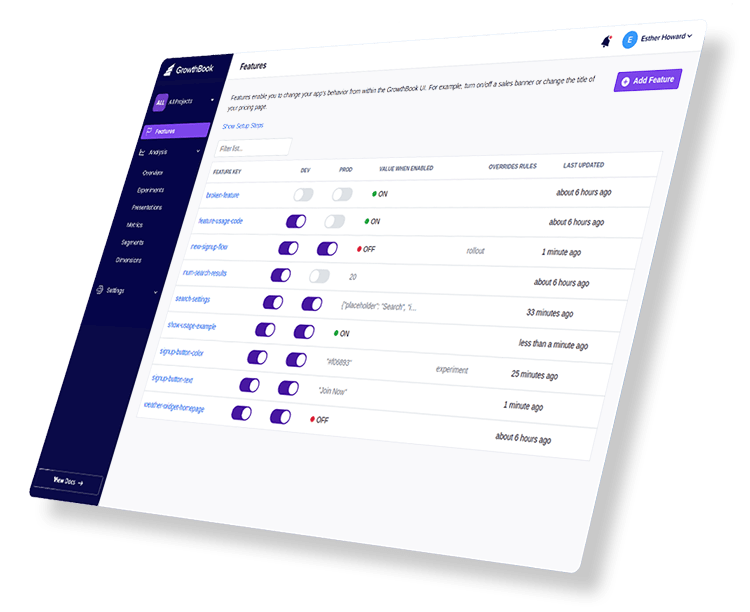 GrowthBook
Features
E Esther Howard
ALL All Projects
Features enable you to change your app's behavior from within the GrowthBook UI. For example, turn on/off a sales banner or change the title of
your pricing page.
Add Feature
Show Setup Steps
Filter list...
Features
Analysis
Overview
Experiments
Presentations
Metrics
Segments
Dimensions
Settings
View Docs →
FEATURE KEY DEV PROD VALUE WHEN ENABLED OVERRIDES RULES LAST UPDATED
broken-feature ON about 6 hours ago
feature-usage-code ON about 6 hours ago
new-signup-flow OFF rollout 1 minute ago
num-search-results 20 about 6 hours ago
search-settings {"placeholder": "Search", "i... 33 minutes ago
show-usage-example ON less than a minute ago
signup-button-color "#f06893" experiment 25 minutes ago
signup-button-text "Join Now" 1 minute ago
weather-widget-homepage OFF about 6 hours ago